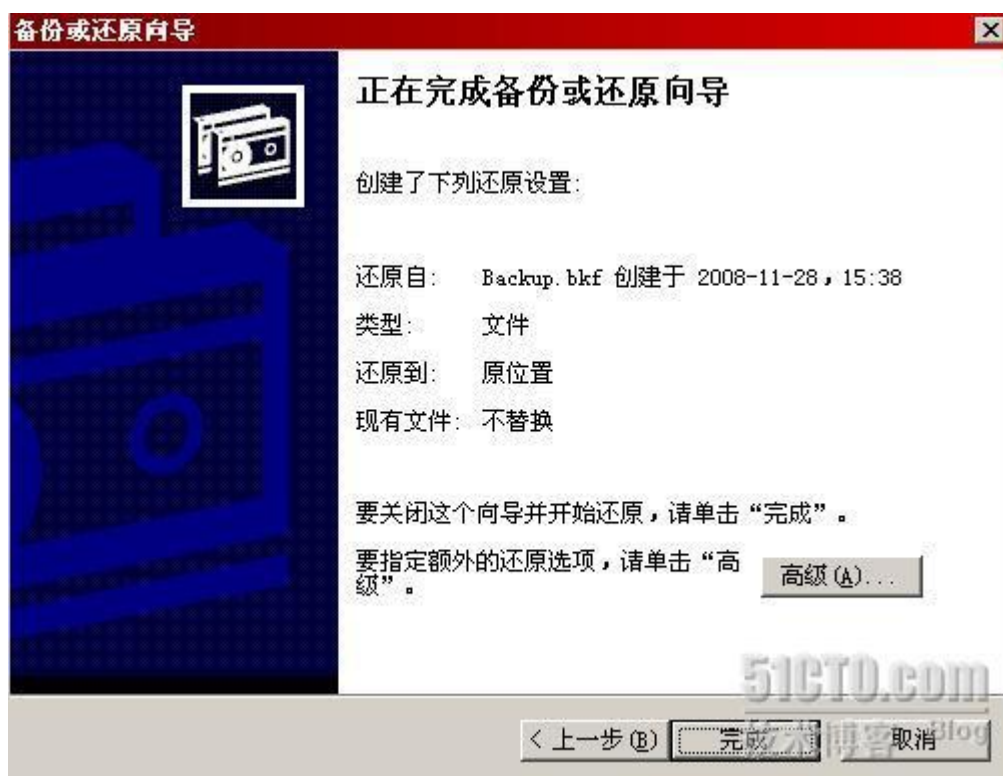 备份或还原向导
正在完成备份或还原向导
创建了下列还原设置:
还原自: Backup.bkf 创建于 2008-11-28，15:38
类型: 文件
还原到: 原位置
现有文件: 不替换
要关闭这个向导并开始还原，请单击“完成”。
要指定额外的还原选项，请单击“高
级”。
高级(A)...
51CTO.com
技术博客 Blog
< 上一步(B)
完成
取消